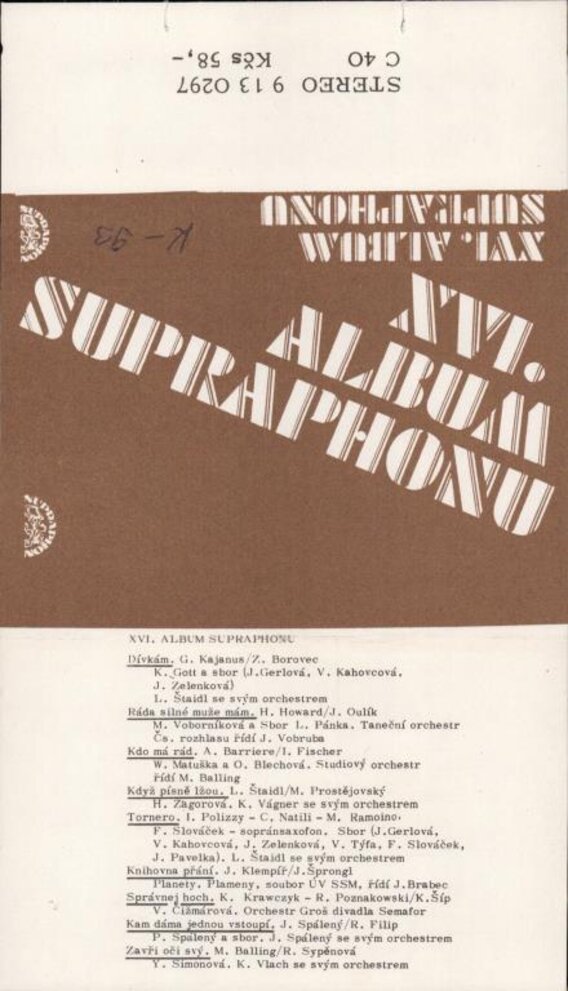 C 40 Kčs 58,-
STEREO 9 13 0297
XVI. ALBUM
SUPRAPHONU
K - 93
XVI.
ALBUM
SUPRAPHONU
SUPRAPHON
SUPRAPHON
XVI. ALBUM SUPRAPHONU
Dívkám. G. Kajanus/Z. Borovec
K. Gott a sbor (J.Gerlová, V. Kahovcová,
J. Zelenková)
L. Štaidl se svým orchestrem
Ráda silné muže mám. H. Howard/J. Oulík
M. Voborníková a Sbor L. Pánka. Taneční orchestr
Čs. rozhlasu řídí J. Vobruba
Kdo má rád. A. Barriere/I. Fischer
W. Matuška a O. Blechová. Studiový orchestr
řídí M. Balling
Když písně lžou. L. Štaidl/M. Prostějovský
H. Zagorová. K. Vágner se svým orchestrem
Tornero. I. Polizzy - C. Natili - M. Ramoino.
F. Slováček - sopránsaxofon. Sbor (J.Gerlová,
V. Kahovcová, J. Zelenková, V. Týfa, F. Slováček,
J. Pavelka). L. Štaidl se svým orchestrem
Knihovna přání. J. Klempíř/J.Šprongl
Planety. Plameny, soubor ÚV SSM, řídí J.Brabec
Správnej hoch. K. Krawczyk - R. Poznakowski/K.Šíp
V. Čižmárová. Orchestr Groš divadla Semafor
Kam dáma jednou vstoupí. J. Spálený/R. Filip
P. Spálený a sbor. J. Spálený se svým orchestrem
Zavři oči svý. M. Balling/R. Sypěnová
Y. Simonová. K. Vlach se svým orchestrem